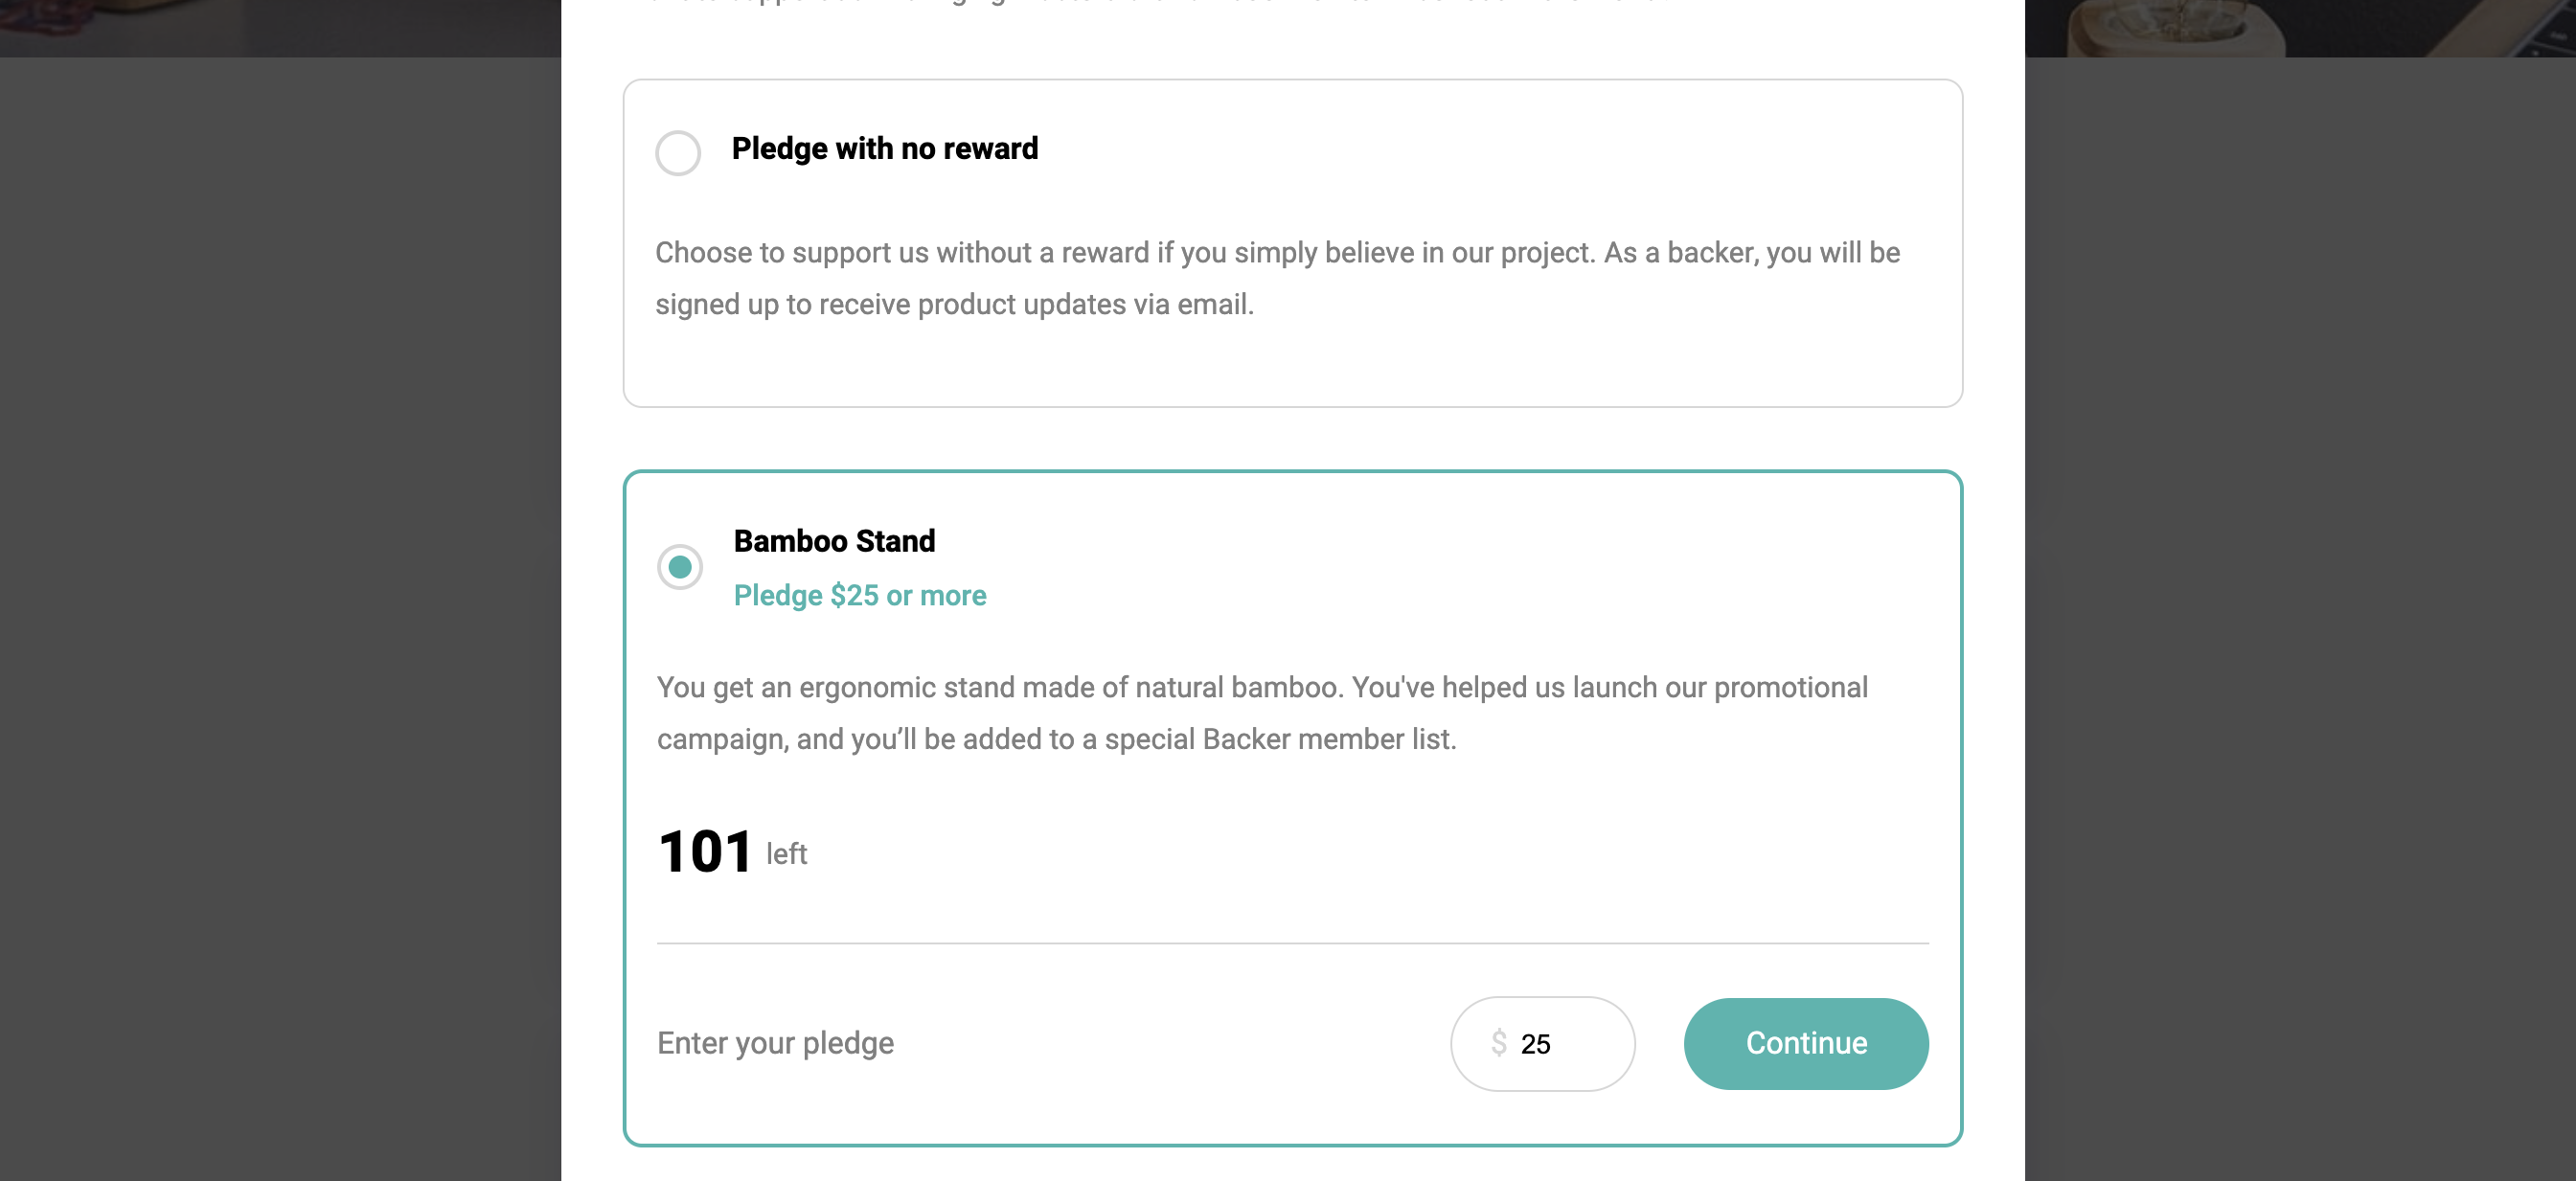 Pledge with no reward
Choose to support us without a reward if you simply believe in our project. As a backer, you will be
signed up to receive product updates via email.
Bamboo Stand
Pledge $25 or more
You get an ergonomic stand made of natural bamboo. You've helped us launch our promotional
campaign, and you’ll be added to a special Backer member list.
101 left
Enter your pledge
$ 25
Continue